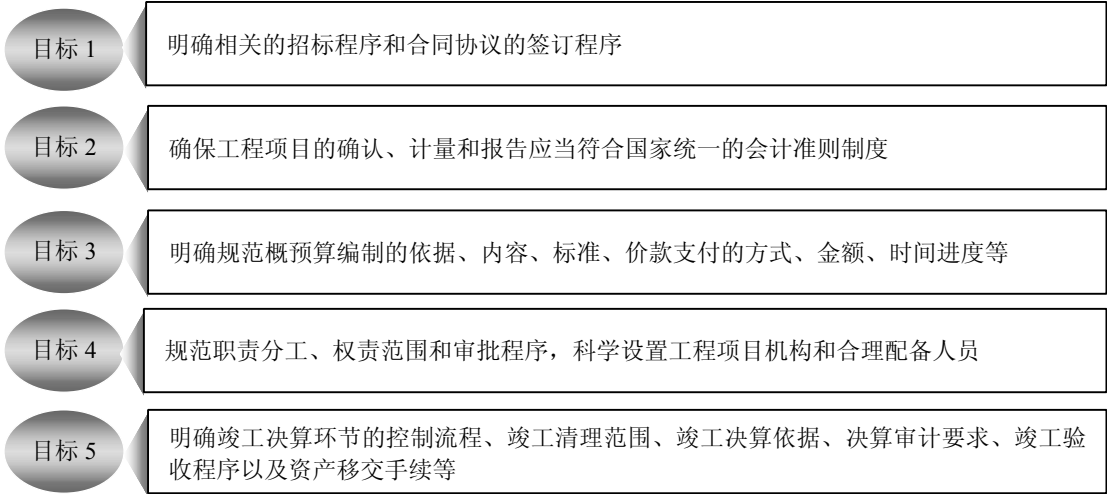 目标 1
明确相关的招标程序和合同协议的签订程序
目标 2
确保工程项目的确认、计量和报告应当符合国家统一的会计准则制度
目标 3
明确规范概预算编制的依据、内容、标准、价款支付的方式、金额、时间进度等
目标 4
规范职责分工、权责范围和审批程序，科学设置工程项目机构和合理配备人员
目标 5
明确竣工决算环节的控制流程、竣工清理范围、竣工决算依据、决算审计要求、竣工验
收程序以及资产移交手续等